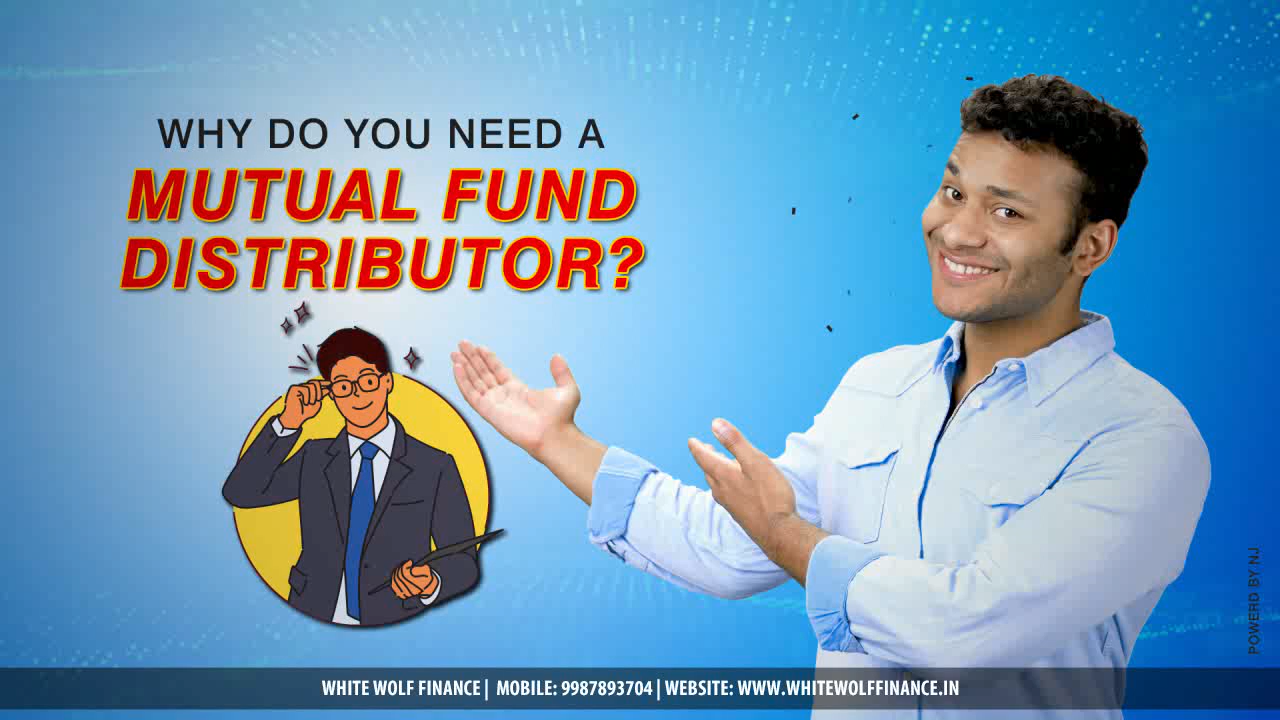 WHY DO YOU NEED A
MUTUAL FUND
DISTRIBUTOR?
POWERD BY NJ
WHITE WOLF FINANCE | MOBILE: 9987893704 | WEBSITE: WWW.WHITEWOLFFINANCE.IN